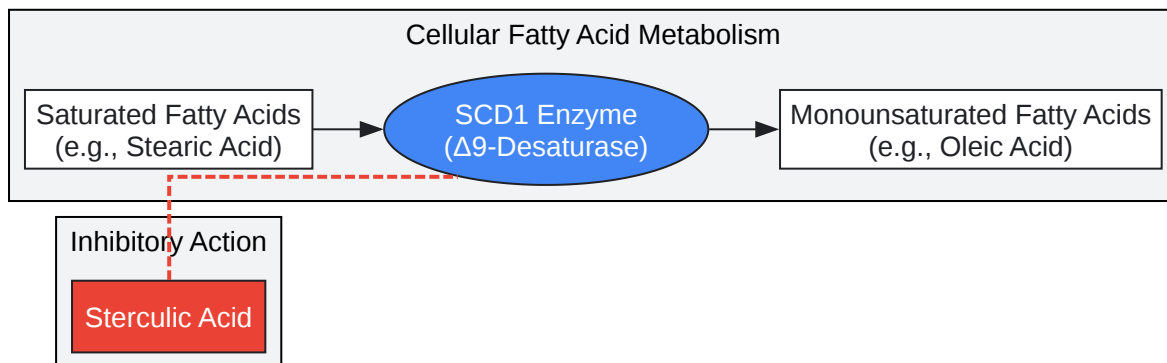 Cellular Fatty Acid Metabolism
Saturated Fatty Acids
(e.g., Stearic Acid)
SCD1 Enzyme
(Δ9-Desaturase)
Monounsaturated Fatty Acids
(e.g., Oleic Acid)
Inhibitory Action
Sterculic Acid